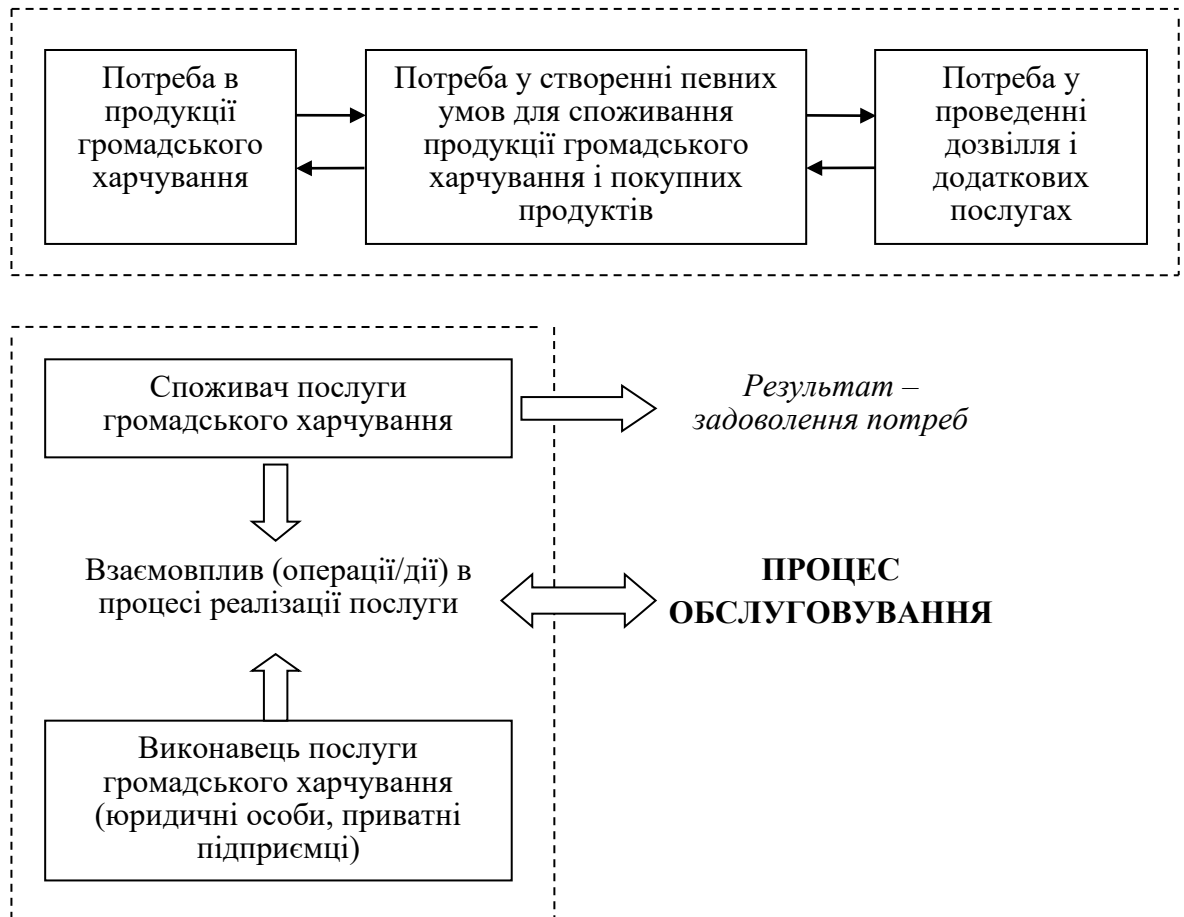 Потреба в
продукції
громадського
харчування
Потреба у створенні певних
умов для споживання
продукції громадського
харчування і покупних
продуктів
Потреба у
проведенні
дозвілля і
додаткових
послугах
Споживач послуги
громадського харчування
Результат –
задоволення потреб
Взаємовплив (операції/дії) в
процесі реалізації послуги
ПРОЦЕС
ОБСЛУГОВУВАННЯ
Виконавець послуги
громадського харчування
(юридичні особи, приватні
підприємці)